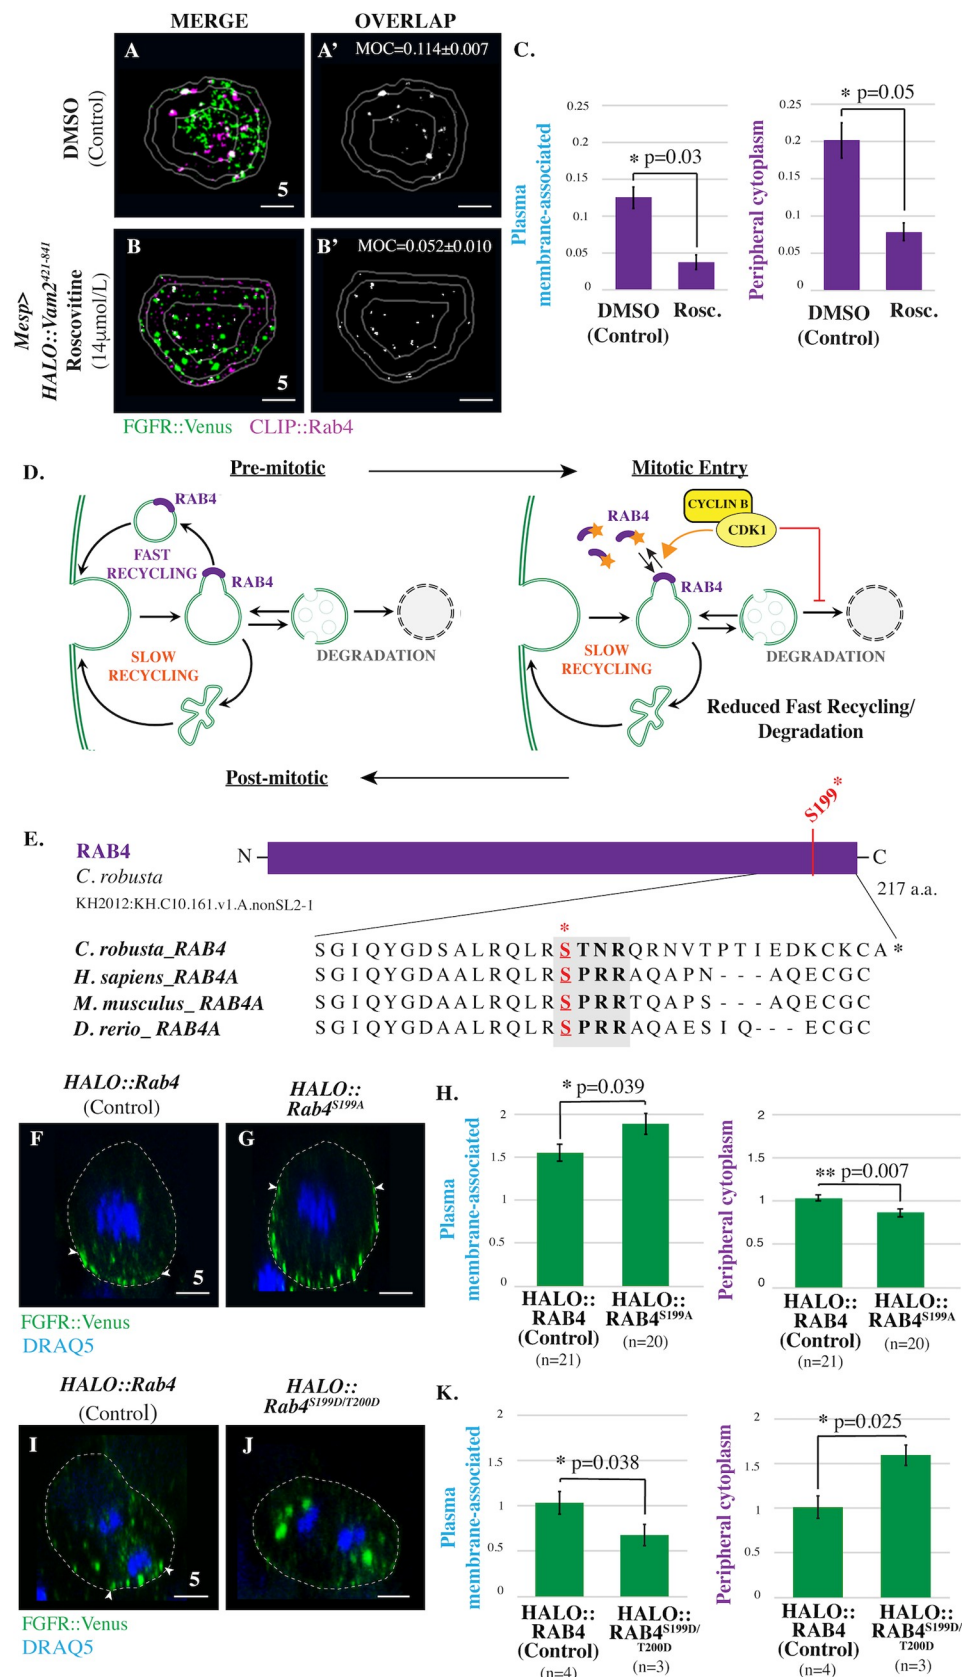 MERGE OVERLAP
A A' MOC=0.114±0.007
DMSO
(Control)
5
B B' MOC=0.052±0.010
Mesp>
HALO::Vam2421-841
Roscovitine
(14µmol/L)
5
FGFR::Venus CLIP::Rab4
C.
Plasma
membrane-associated
0.25
0.2
0.15
0.1
0.05
0
* p=0.03
DMSO
(Control)
Rosc.
Peripheral cytoplasm
0.25
0.2
0.15
0.1
0.05
0
* p=0.05
DMSO
(Control)
Rosc.
D.
Pre-mitotic
RAB4
FAST
RECYCLING
RAB4
SLOW
RECYCLING
DEGRADATION
Mitotic Entry
CYCLIN B
CDK1
RAB4
RAB4
SLOW
RECYCLING
DEGRADATION
Reduced Fast Recycling/
Degradation
Post-mitotic
E.
RAB4
C. robusta
KH2012:KH.C10.161.v1.A.nonSL2-1
N
S199*
C
217 a.a.
*
C. robusta_RAB4 SGIQYGDSALRQLRSTNRQRNVTPTIEDKCKCA*
H. sapiens_RAB4A SGIQYGDAALRQLRSPRRAQAPN---AQECGC
M. musculus_RAB4A SGIQYGDAALRQLRSPRRTQAPS---AQECGC
D. rerio_RAB4A SGIQYGDAALRQLRSPRRAQAESIQ---ECGC
HALO::Rab4
(Control)
HALO::
Rab4S199A
F
5
G
FGFR::Venus
DRAQ5
H.
Plasma
membrane-associated
2
1.5
1
0.5
0
* p=0.039
HALO::
RAB4
(Control)
(n=21)
HALO::
RAB4S199A
(n=20)
Peripheral cytoplasm
2
1.5
1
0.5
0
** p=0.007
HALO::
RAB4
(Control)
(n=21)
HALO::
RAB4S199A
(n=20)
HALO::Rab4
(Control)
HALO::
Rab4S199D/T200D
I
5
J
FGFR::Venus
DRAQ5
K.
Plasma
membrane-associated
2
1.5
1
0.5
0
* p=0.038
HALO::
RAB4
(Control)
(n=4)
HALO::
RAB4S199D/
T200D
(n=3)
Peripheral cytoplasm
2
1.5
1
0.5
0
* p=0.025
HALO::
RAB4
(Control)
(n=4)
HALO::
RAB4S199D/
T200D
(n=3)